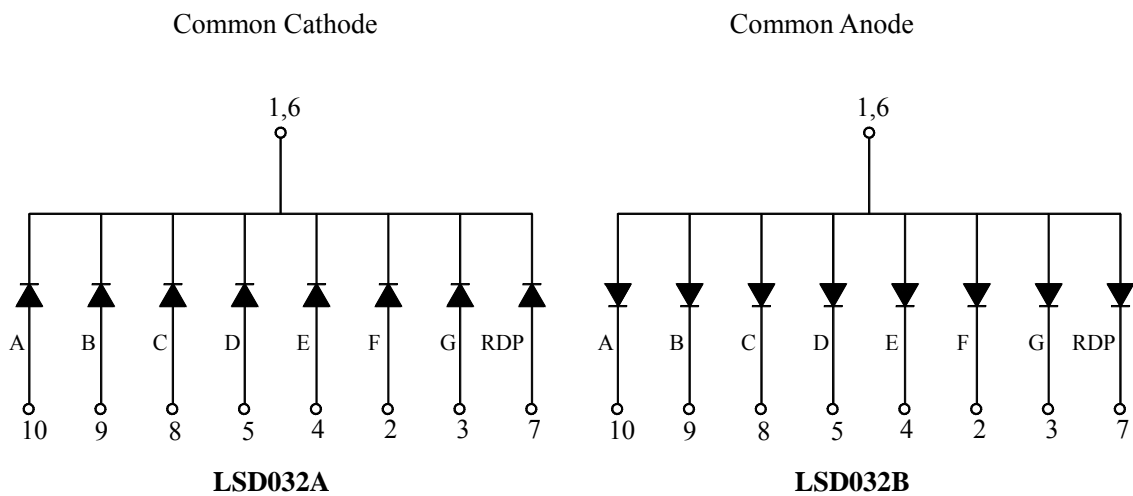 Common Cathode Common Anode
1,6 1,6
A B C D E F G RDP A B C D E F G RDP
10 9 8 5 4 2 3 7 10 9 8 5 4 2 3 7
LSD032A LSD032B